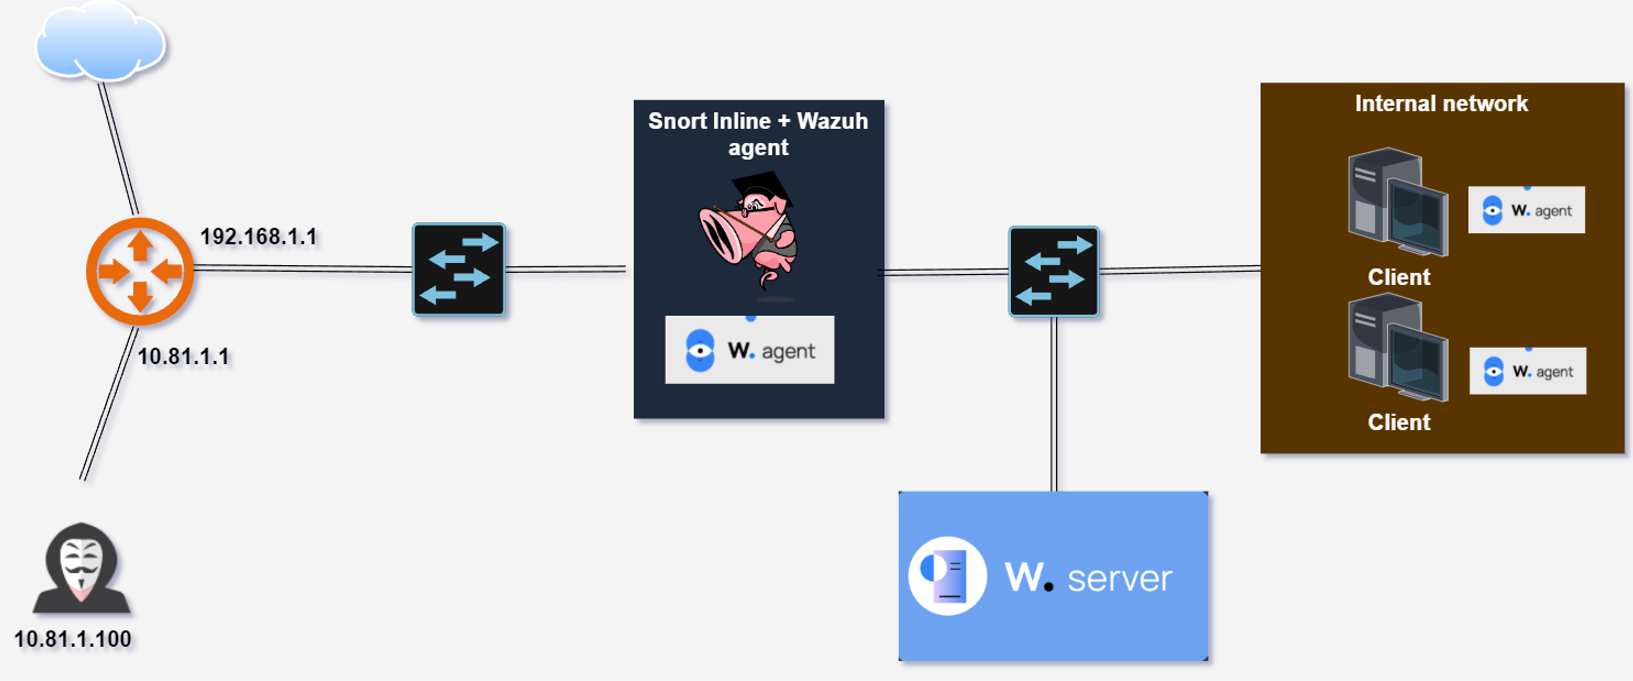 192.168.1.1
10.81.1.1
10.81.1.100
Snort Inline + Wazuh
agent
W. agent
W. server
Internal network
W. agent
Client
W. agent
Client